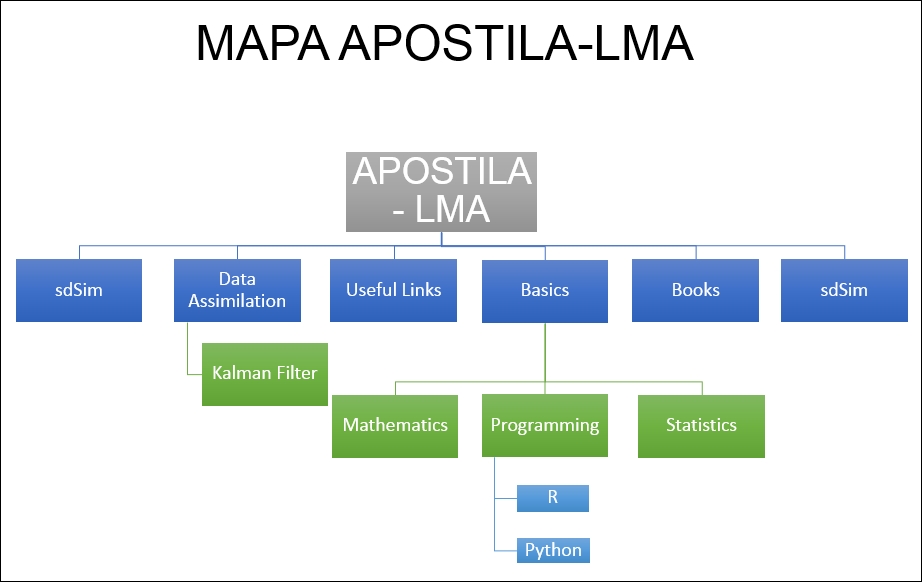 MAPA APOSTILA-LMA
APOSTILA
- LMA
sdSim
Data
Assimilation
Useful Links
Basics
Books
sdSim
Kalman Filter
Mathematics
Programming
Statistics
R
Python